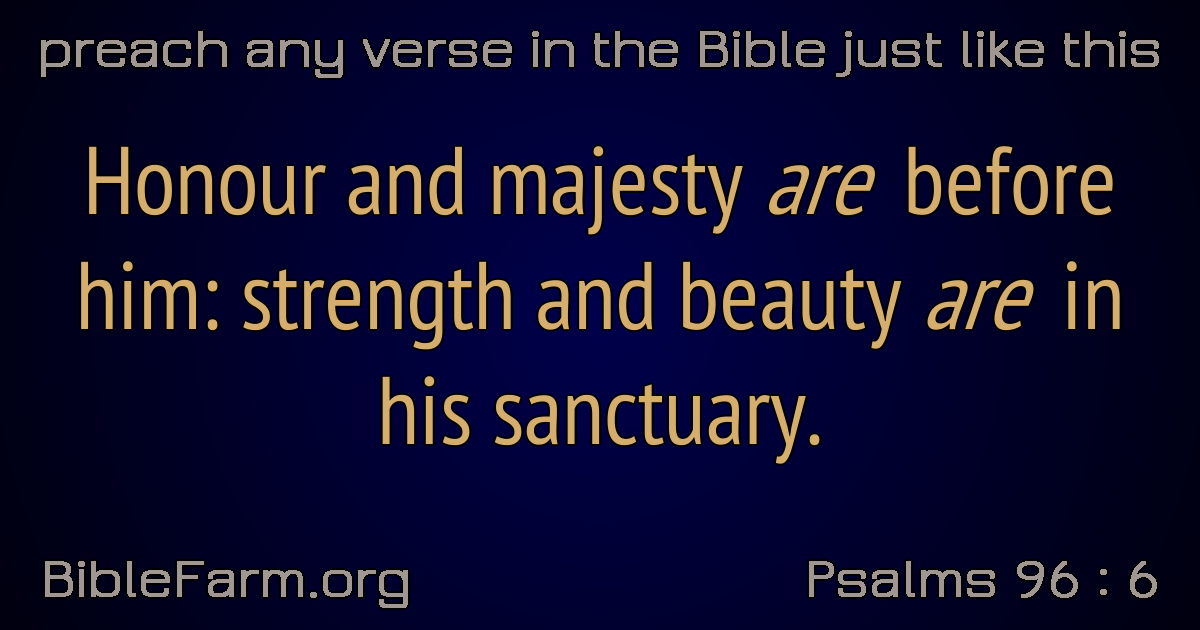 preach any verse in the Bible just like this
Honour and majesty are before
him: strength and beauty are in
his sanctuary.
BibleFarm.org
Psalms 96 : 6